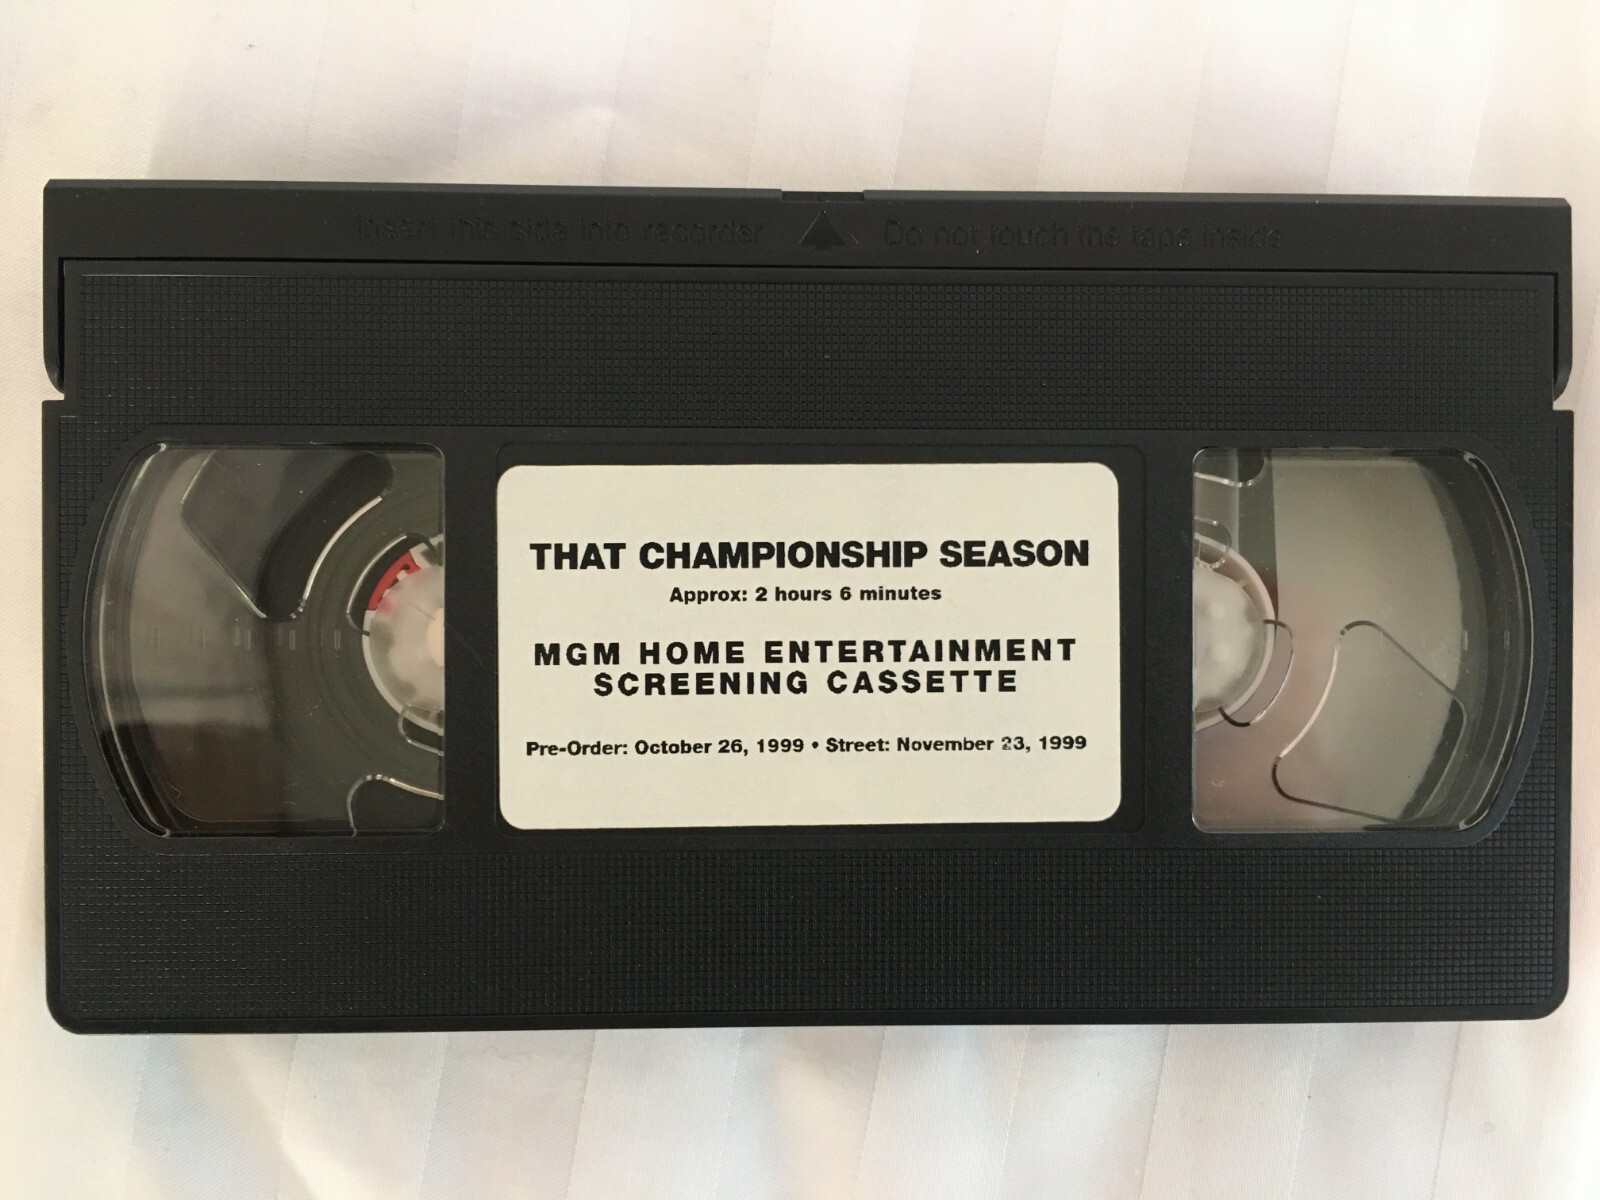 Insert this side into recorder Do not touch the tape inside
THAT CHAMPIONSHIP SEASON
Approx: 2 hours 6 minutes
MGM HOME ENTERTAINMENT
SCREENING CASSETTE
Pre-Order: October 26, 1999 • Street: November 23, 1999